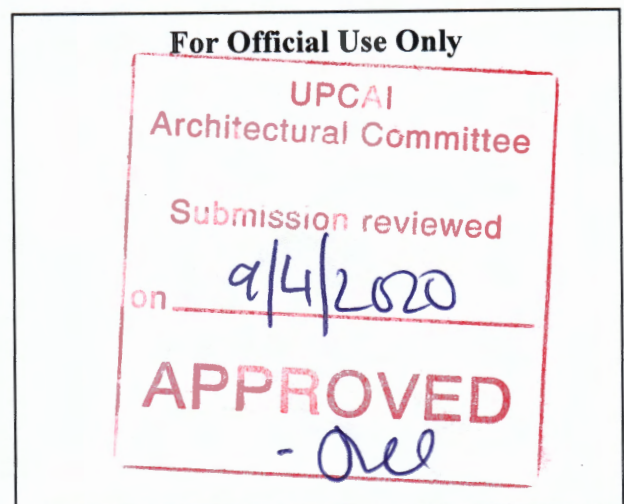 For Official Use Only
UPCAI
Architectural Committee
Submission reviewed
on 9/4/2020
APPROVED